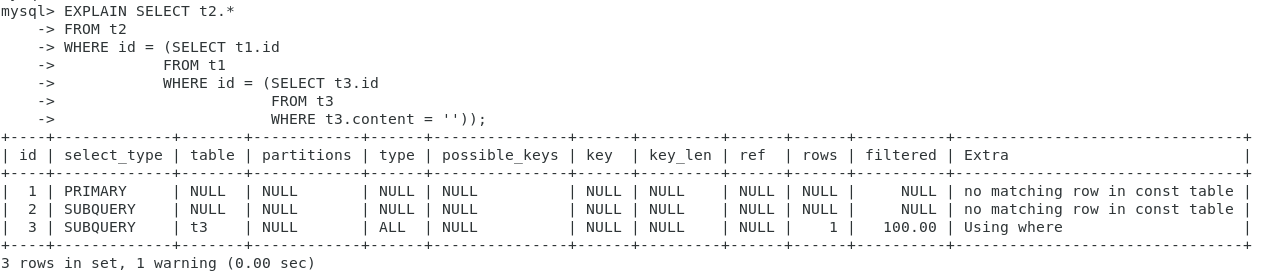 mysql> EXPLAIN SELECT t2.*
    -> FROM t2
    -> WHERE id = (SELECT t1.id
    ->            FROM t1
    ->            WHERE id = (SELECT t3.id
    ->                        FROM t3
    ->                        WHERE t3.content = ''));
+----+-------------+-------+------------+------+---------------+------+---------+------+------+----------+--------------------------------+
| id | select_type | table | partitions | type | possible_keys | key  | key_len | ref  | rows | filtered | Extra                          |
+----+-------------+-------+------------+------+---------------+------+---------+------+------+----------+--------------------------------+
|  1 | PRIMARY     | NULL  | NULL       | NULL | NULL          | NULL | NULL    | NULL | NULL |     NULL | no matching row in const table |
|  2 | SUBQUERY    | NULL  | NULL       | NULL | NULL          | NULL | NULL    | NULL | NULL |     NULL | no matching row in const table |
|  3 | SUBQUERY    | t3    | NULL       | ALL  | NULL          | NULL | NULL    | NULL |    1 |   100.00 | Using where                    |
+----+-------------+-------+------------+------+---------------+------+---------+------+------+----------+--------------------------------+
3 rows in set, 1 warning (0.00 sec)